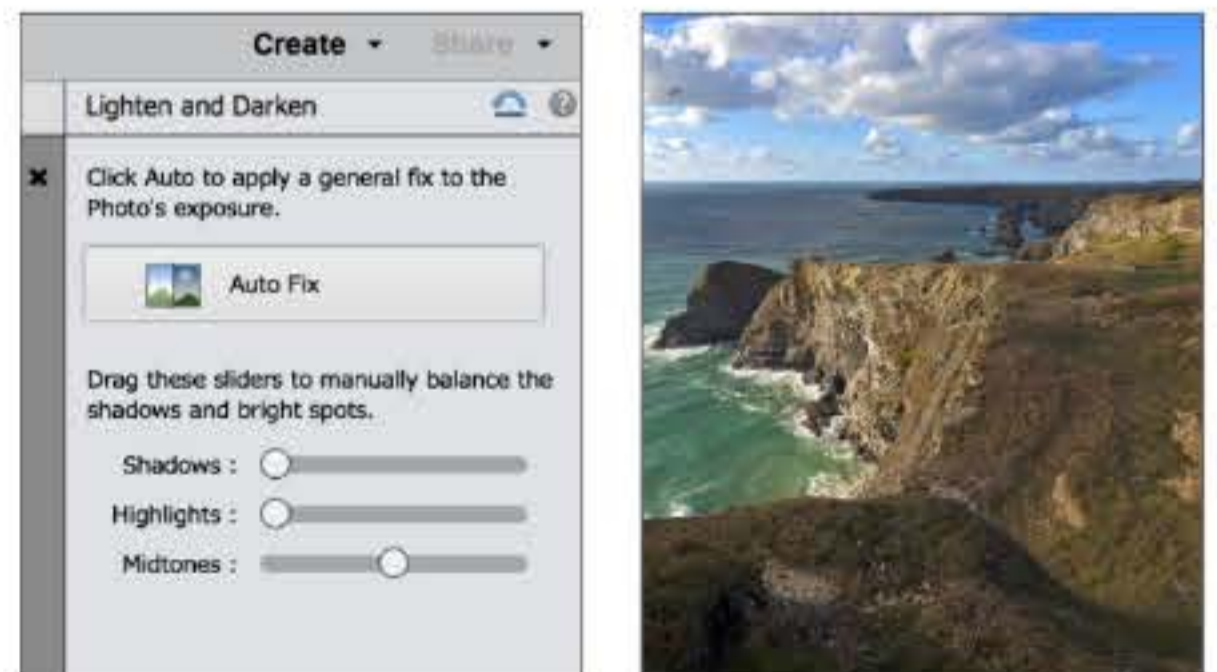 Create
Share
Lighten and Darken
Click Auto to apply a general fix to the
Photo's exposure.
Auto Fix
Drag these sliders to manually balance the
shadows and bright spots.
Shadows :
Highlights :
Midtones :